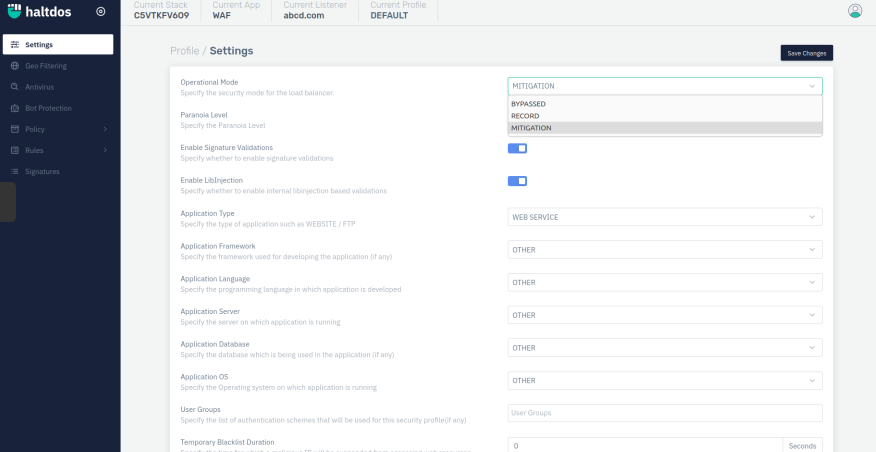 haltdos
Current Stack
C5VTKFV6O9
Current App
WAF
Current Listener
abcd.com
Current Profile
DEFAULT
Settings
Geo Filtering
Antivirus
Bot Protection
Policy
Rules
Signatures
Profile / Settings
Save Changes
Operational Mode
Specify the security mode for the load balancer.
MITIGATION
BYPASSED
RECORD
MITIGATION
Paranoia Level
Specify the Paranoia Level
Enable Signature Validations
Specify whether to enable signature validations
Enable LibInjection
Specify whether to enable internal libinjection based validations
Application Type
Specify the type of application such as WEBSITE / FTP
WEB SERVICE
Application Framework
Specify the framework used for developing the application (if any)
OTHER
Application Language
Specify the programming language in which application is developed
OTHER
Application Server
Specify the server on which application is running
OTHER
Application Database
Specify the database which is being used in the application (if any)
OTHER
Application OS
Specify the Operating system on which application is running
OTHER
User Groups
Specify the list of authentication schemes that will be used for this security profile(if any)
User Groups
Temporary Blacklist Duration
0
Seconds